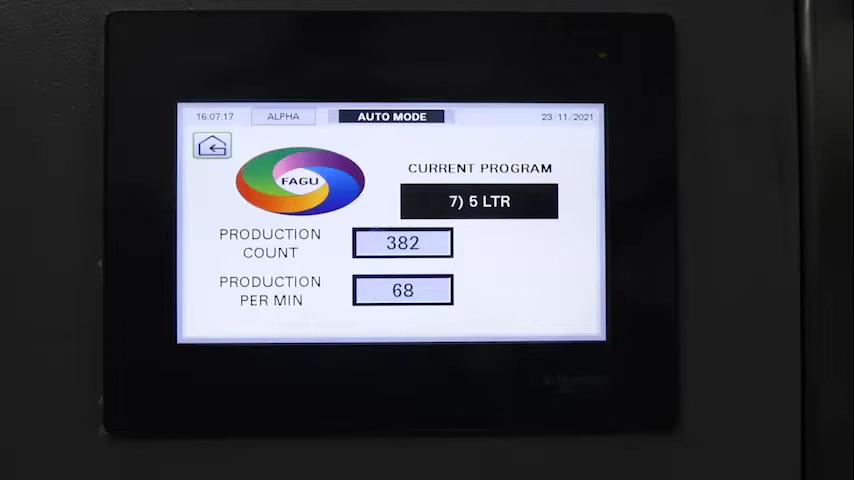 16:07:17 ALPHA AUTO MODE 23/11/2021
FAGU
CURRENT PROGRAM
7) 5 LTR
PRODUCTION
COUNT
382
PRODUCTION
PER MIN
68